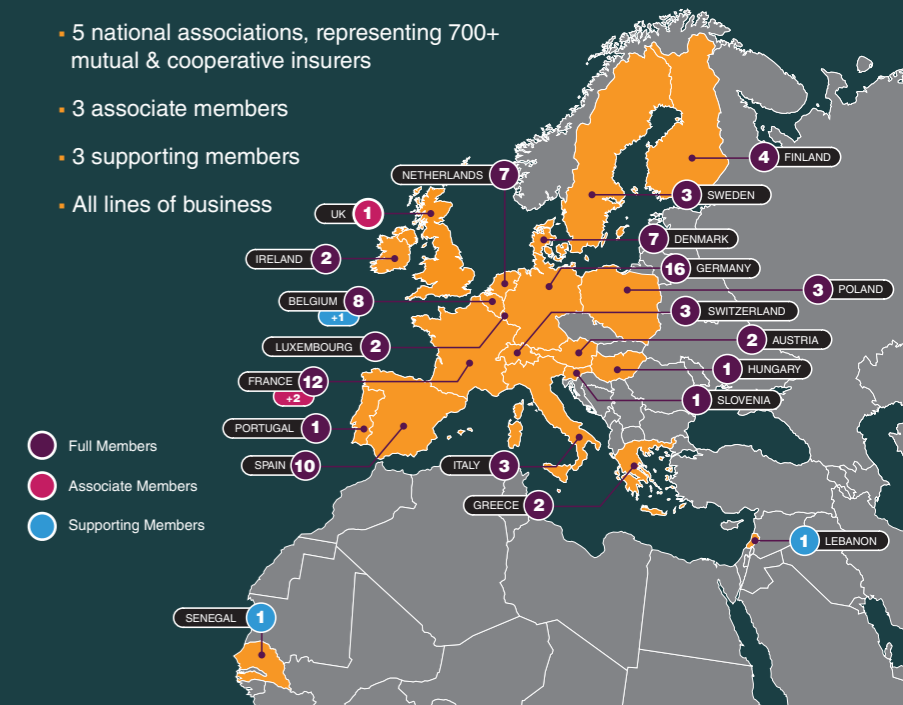 ▪ 5 national associations, representing 700+
mutual & cooperative insurers
▪ 3 associate members
▪ 3 supporting members
▪ All lines of business
NETHERLANDS 7
4 FINLAND
3 SWEDEN
UK 1
7 DENMARK
IRELAND 2
16 GERMANY
3 POLAND
BELGIUM 8
+1
3 SWITZERLAND
2 AUSTRIA
LUXEMBOURG 2
1 HUNGARY
FRANCE 12
+2
1 SLOVENIA
PORTUGAL 1
SPAIN 10
ITALY 3
GREECE 2
Full Members
Associate Members
Supporting Members
1 LEBANON
SENEGAL 1